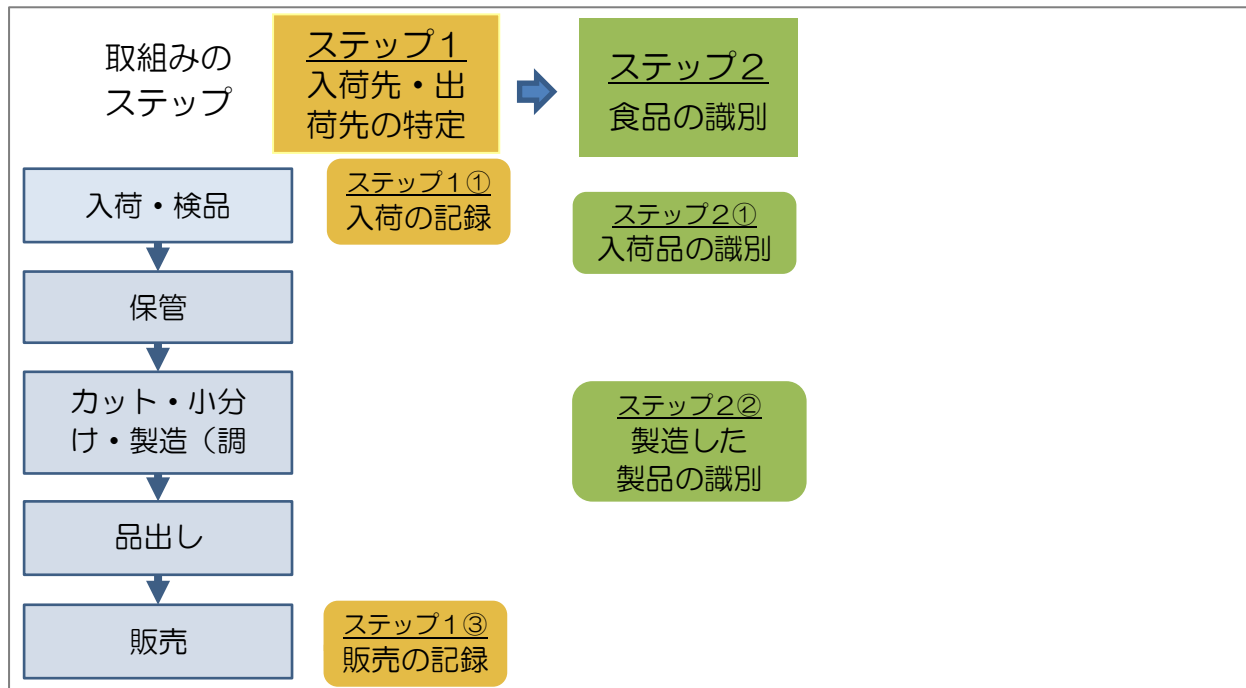 取組みの
ステップ
ステップ１
入荷先・出
荷先の特定
ステップ２
食品の識別
入荷・検品
ステップ１①
入荷の記録
ステップ２①
入荷品の識別
保管
カット・小分
け・製造（調
ステップ２②
製造した
製品の識別
品出し
販売
ステップ１③
販売の記録